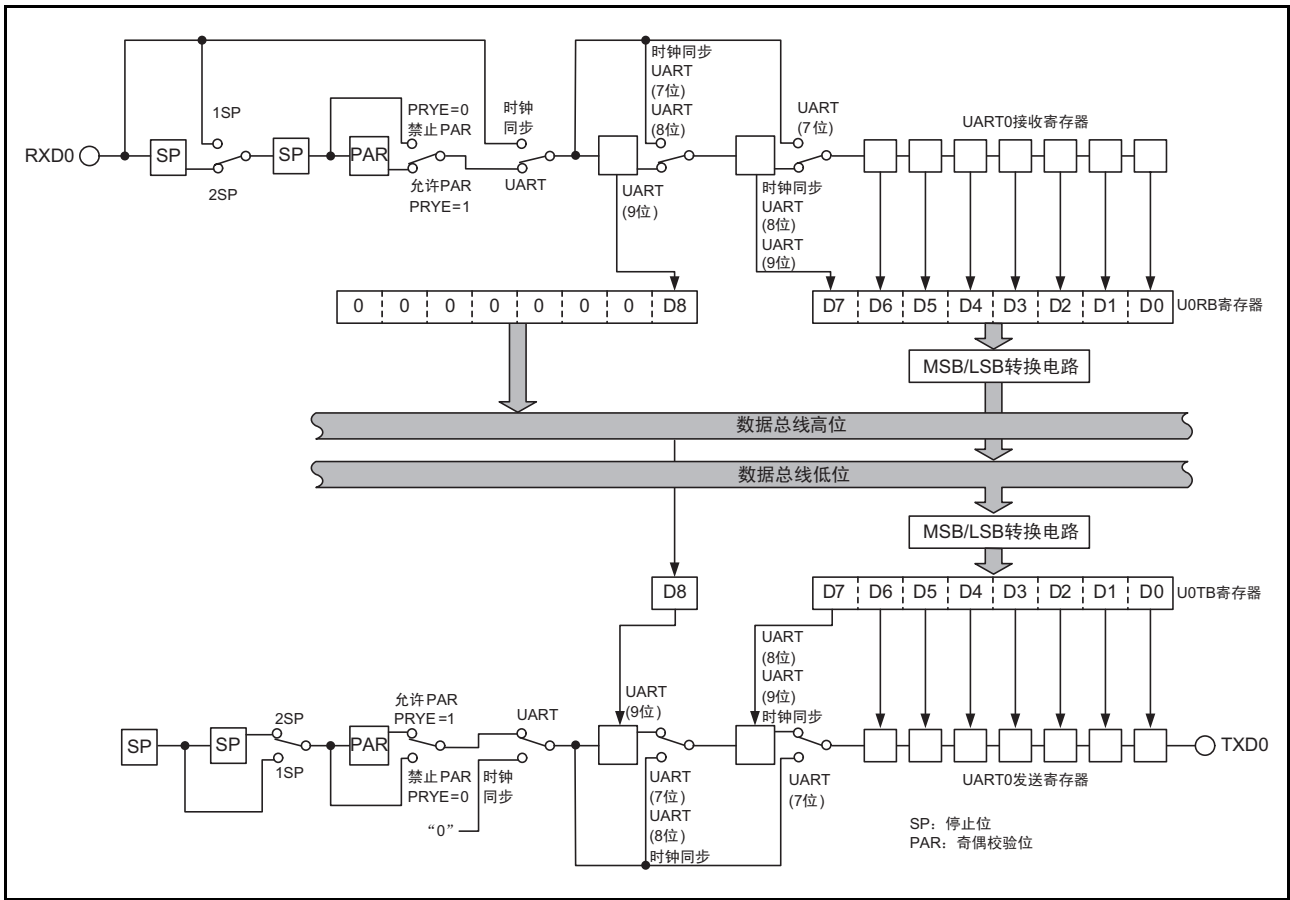 RXD0
SP
1SP
2SP
SP
PAR
PRYE=0
禁止PAR
允许PAR
PRYE=1
时钟
同步
UART
时钟同步
UART
(7位)
UART
(8位)
UART
(9位)
UART
(7位)
时钟同步
UART
(8位)
UART
(9位)
UART0接收寄存器
0 0 0 0 0 0 0 D8
D7 D6 D5 D4 D3 D2 D1 D0
U0RB寄存器
MSB/LSB转换电路
数据总线高位
数据总线低位
MSB/LSB转换电路
D8
D7 D6 D5 D4 D3 D2 D1 D0
U0TB寄存器
SP
SP
2SP
1SP
PAR
允许PAR
PRYE=1
禁止PAR
PRYE=0
UART
时钟
同步
“0”
UART
(9位)
UART
(7位)
UART
(8位)
时钟同步
UART
(8位)
UART
(9位)
时钟同步
UART
(7位)
UART0发送寄存器
TXD0
SP：停止位
PAR：奇偶校验位